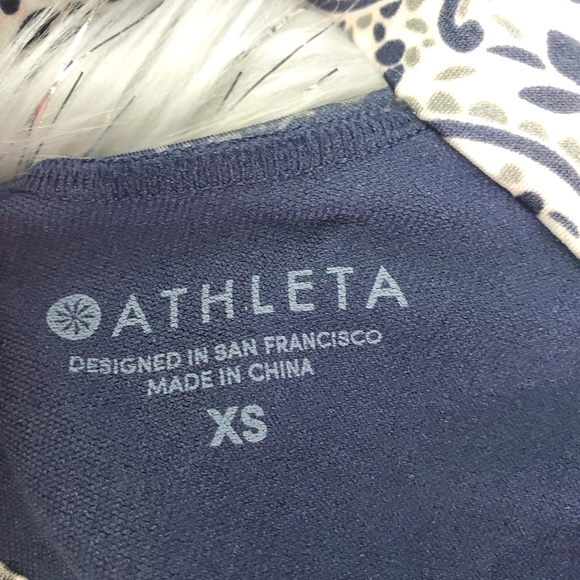 ATHLETA
DESIGNED IN SAN FRANCISCO
MADE IN CHINA
XS